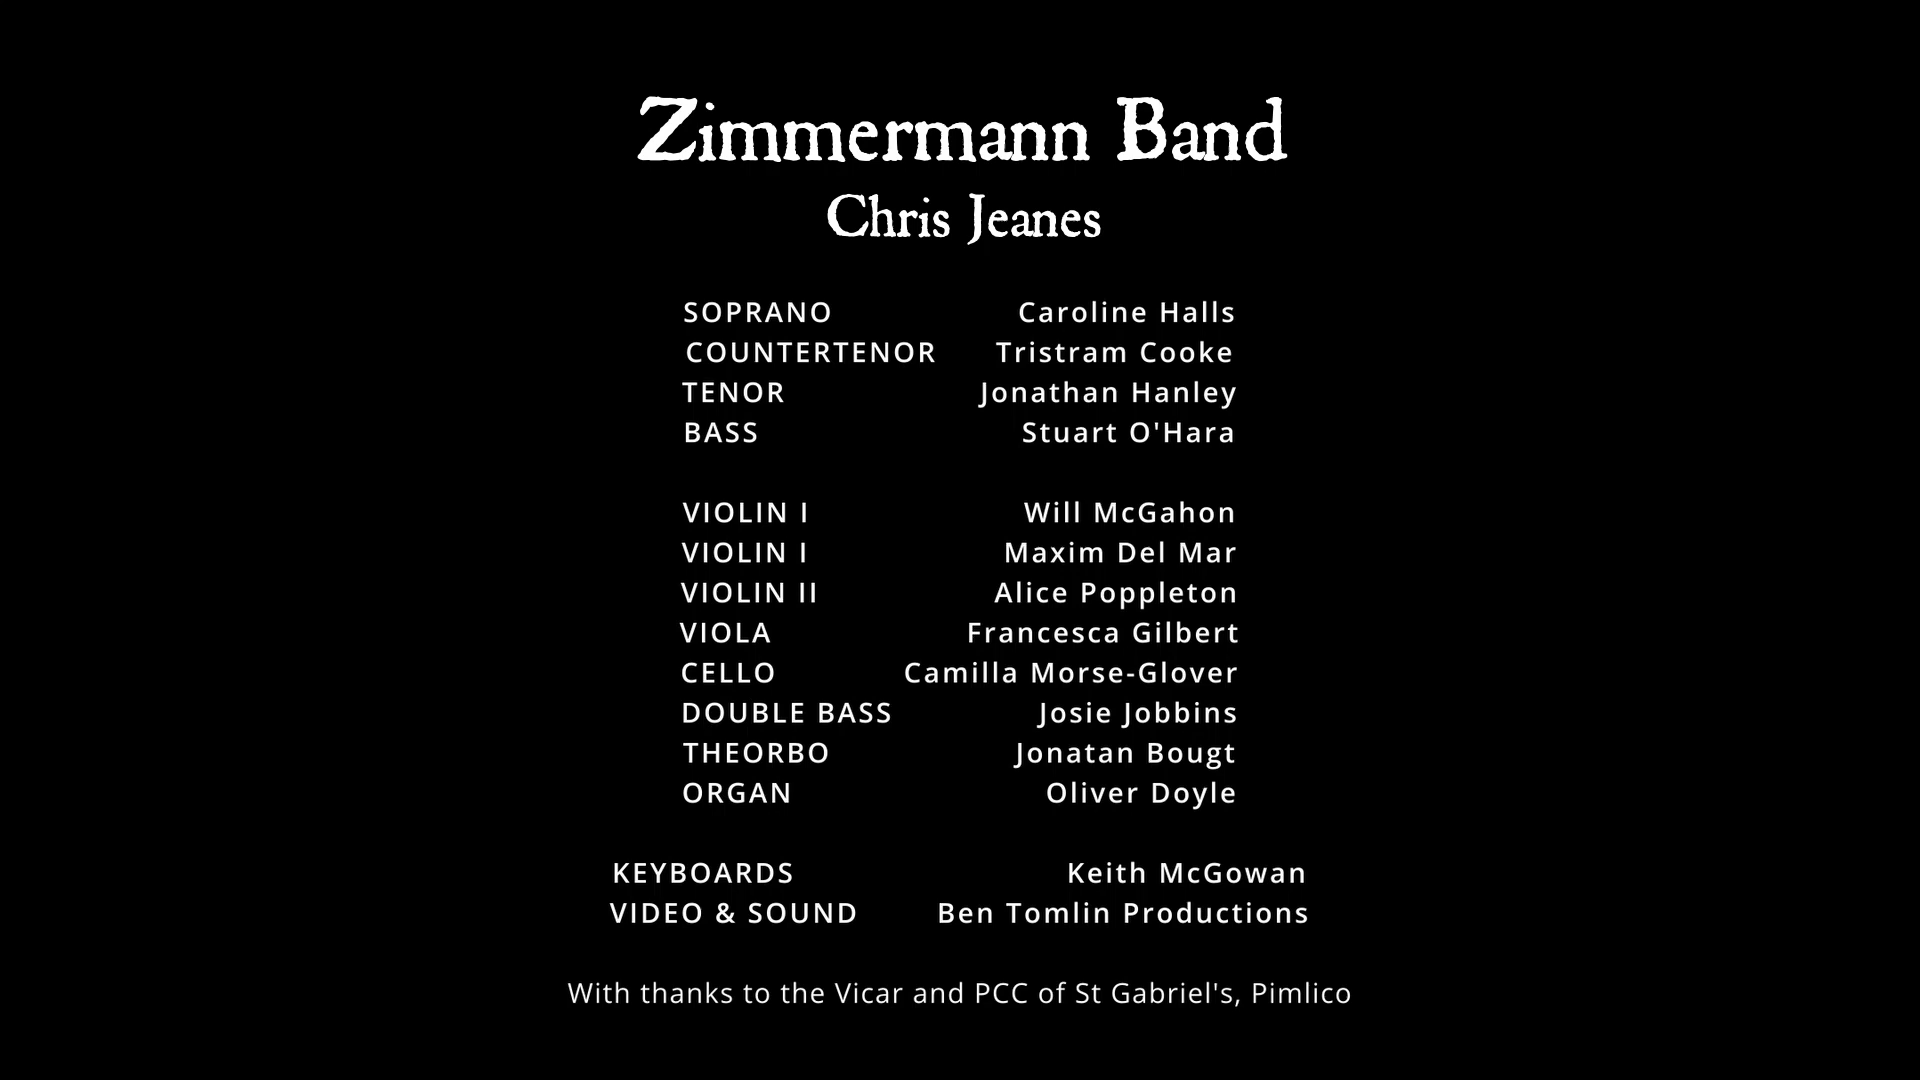 Zimmermann Band
Chris Jeanes
SOPRANO Caroline Halls
COUNTERTENOR Tristram Cooke
TENOR Jonathan Hanley
BASS Stuart O'Hara
VIOLIN I Will McGahon
VIOLIN I Maxim Del Mar
VIOLIN II Alice Poppleton
VIOLA Francesca Gilbert
CELLO Camilla Morse-Glover
DOUBLE BASS Josie Jobbins
THEORBO Jonatan Bougt
ORGAN Oliver Doyle
KEYBOARDS Keith McGowan
VIDEO & SOUND Ben Tomlin Productions
With thanks to the Vicar and PCC of St Gabriel's, Pimlico